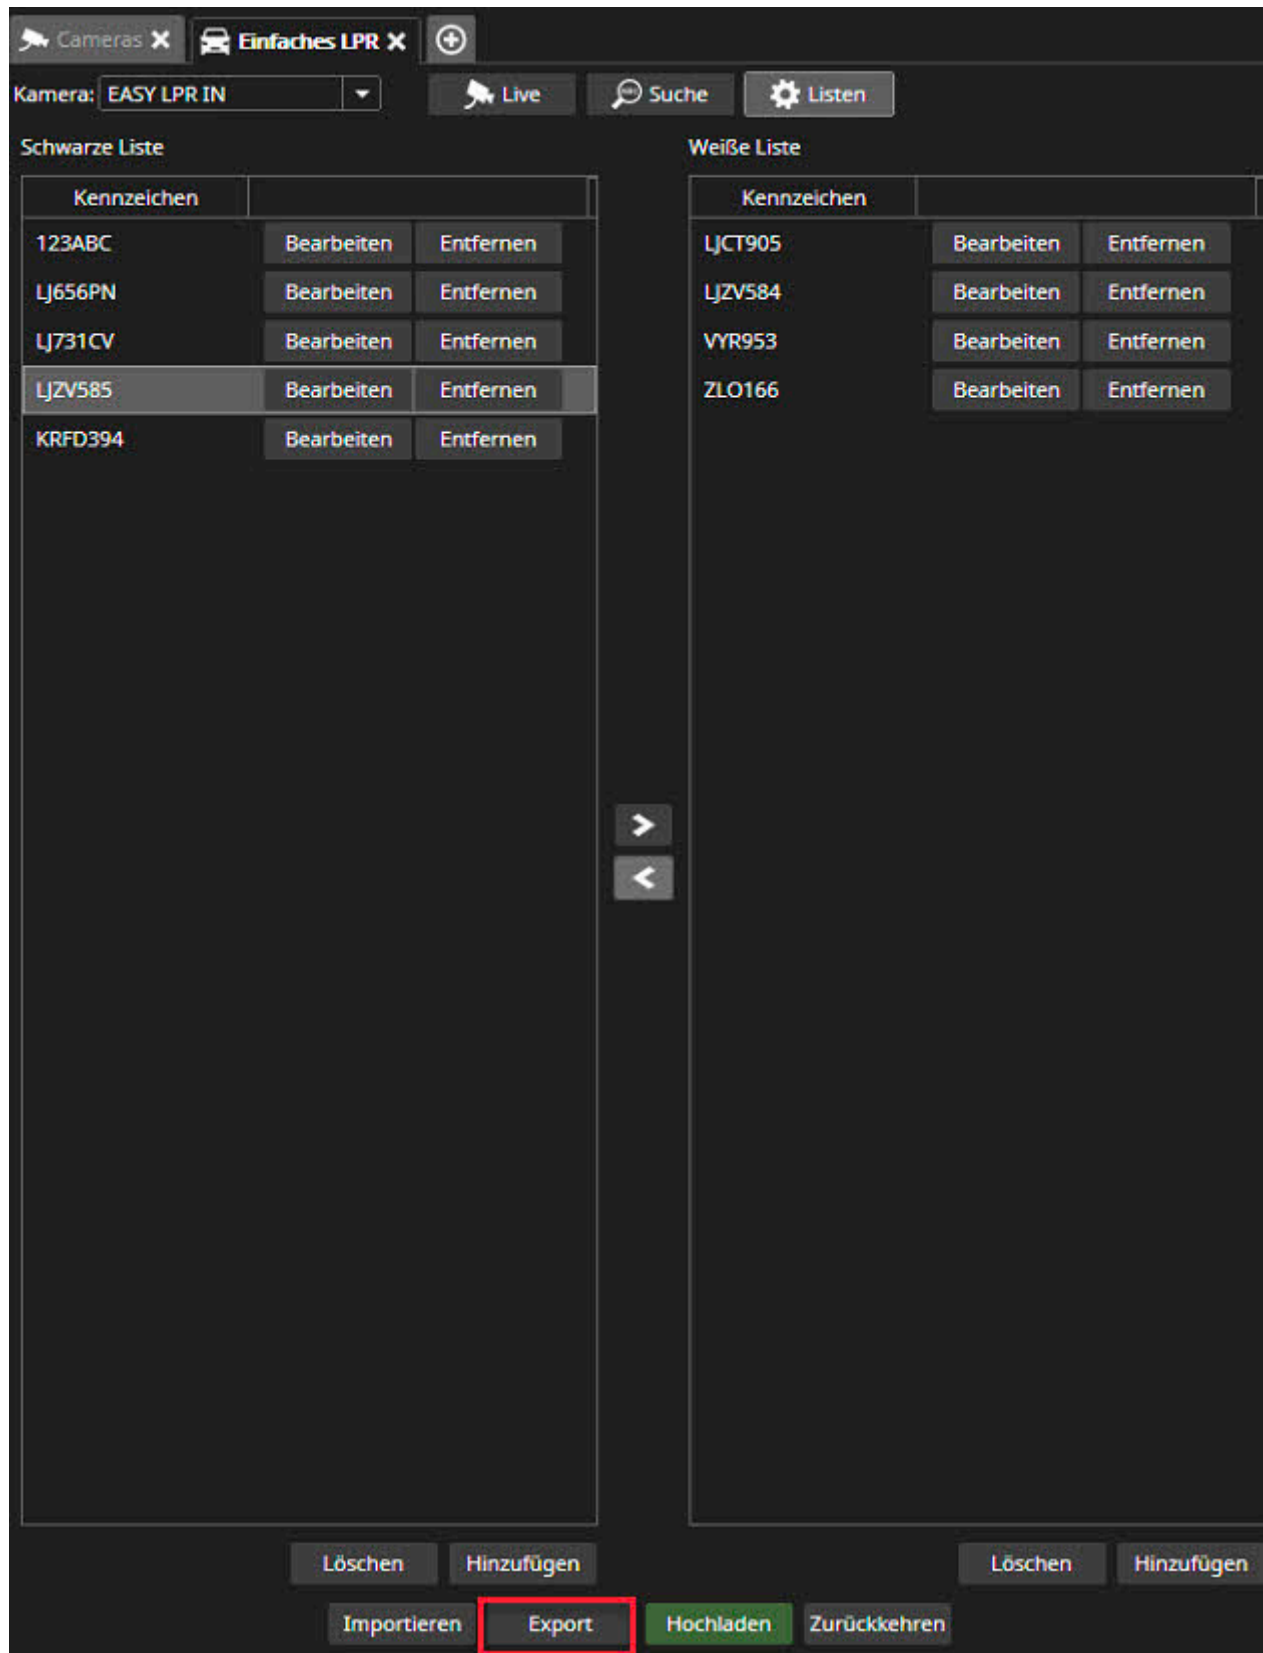 Cameras Einfaches LPR
Kamera: EASY LPR IN Live Suche Listen
Schwarze Liste Weiße Liste
Kennzeichen Kennzeichen
123ABC Bearbeiten Entfernen LJCT905 Bearbeiten Entfernen
LJ656PN Bearbeiten Entfernen LJZV584 Bearbeiten Entfernen
LJ731CV Bearbeiten Entfernen VYR953 Bearbeiten Entfernen
LJZV585 Bearbeiten Entfernen ZLO166 Bearbeiten Entfernen
KRFD394 Bearbeiten Entfernen
Löschen Hinzufügen Löschen Hinzufügen
Importieren Export Hochladen Zurückkehren